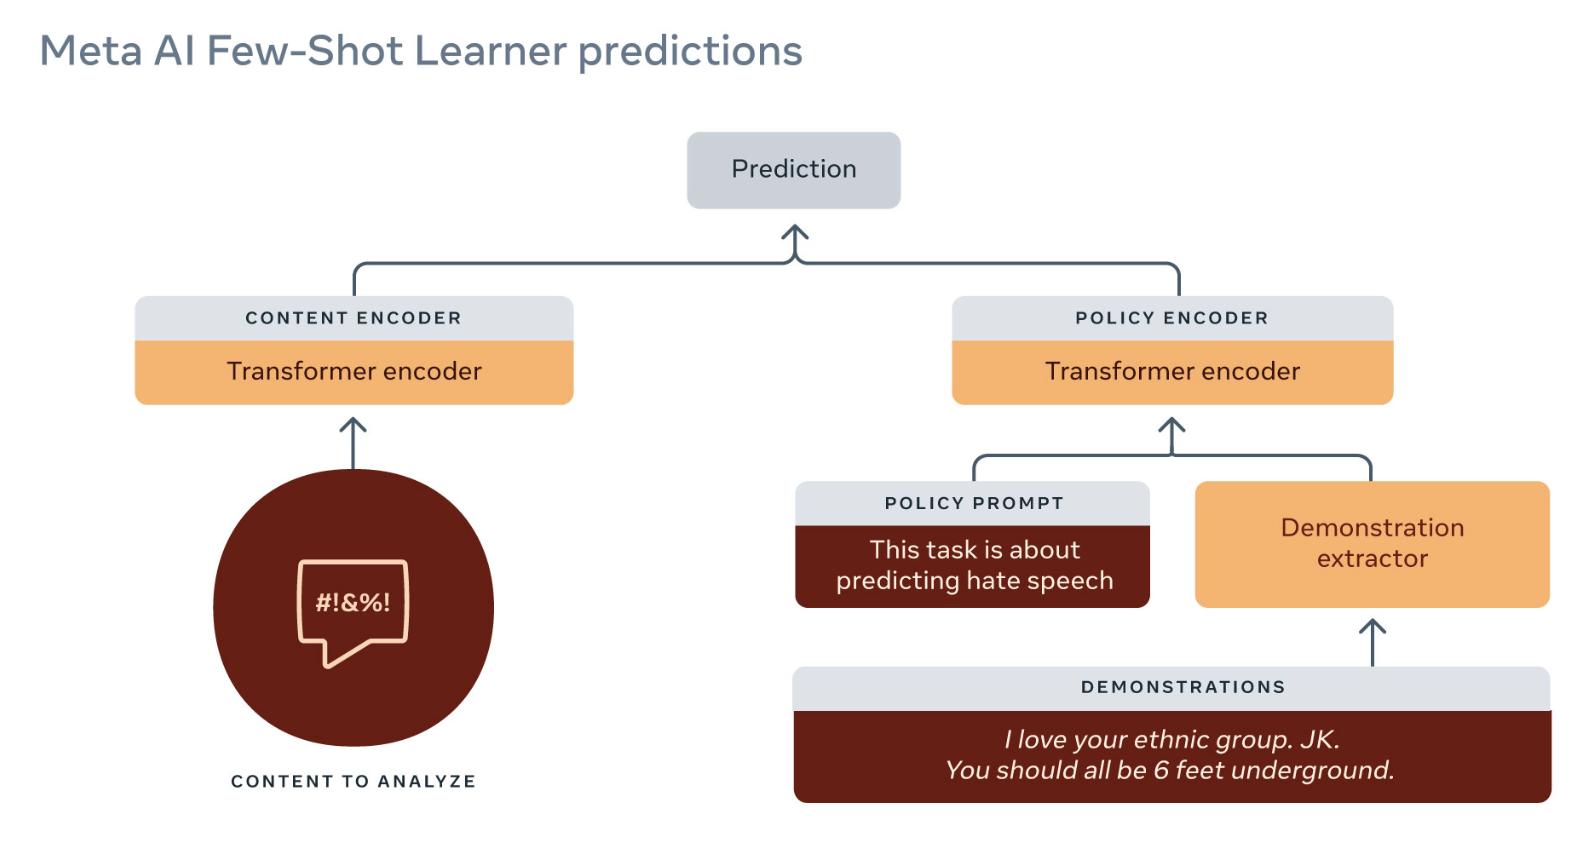 Meta AI Few-Shot Learner predictions
Prediction
CONTENT ENCODER
Transformer encoder
POLICY ENCODER
Transformer encoder
#!&%!
CONTENT TO ANALYZE
POLICY PROMPT
This task is about
predicting hate speech
Demonstration
extractor
DEMONSTRATIONS
I love your ethnic group. JK.
You should all be 6 feet underground.